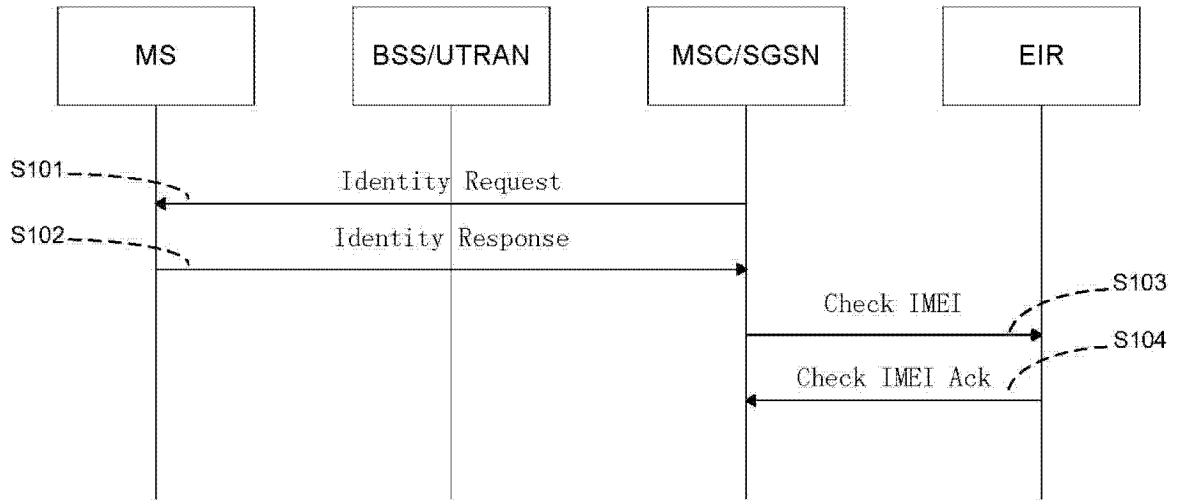 MS
BSS/UTRAN
MSC/SGSN
EIR
S101
Identity Request
S102
Identity Response
S103
Check IMEI
S104
Check IMEI Ack